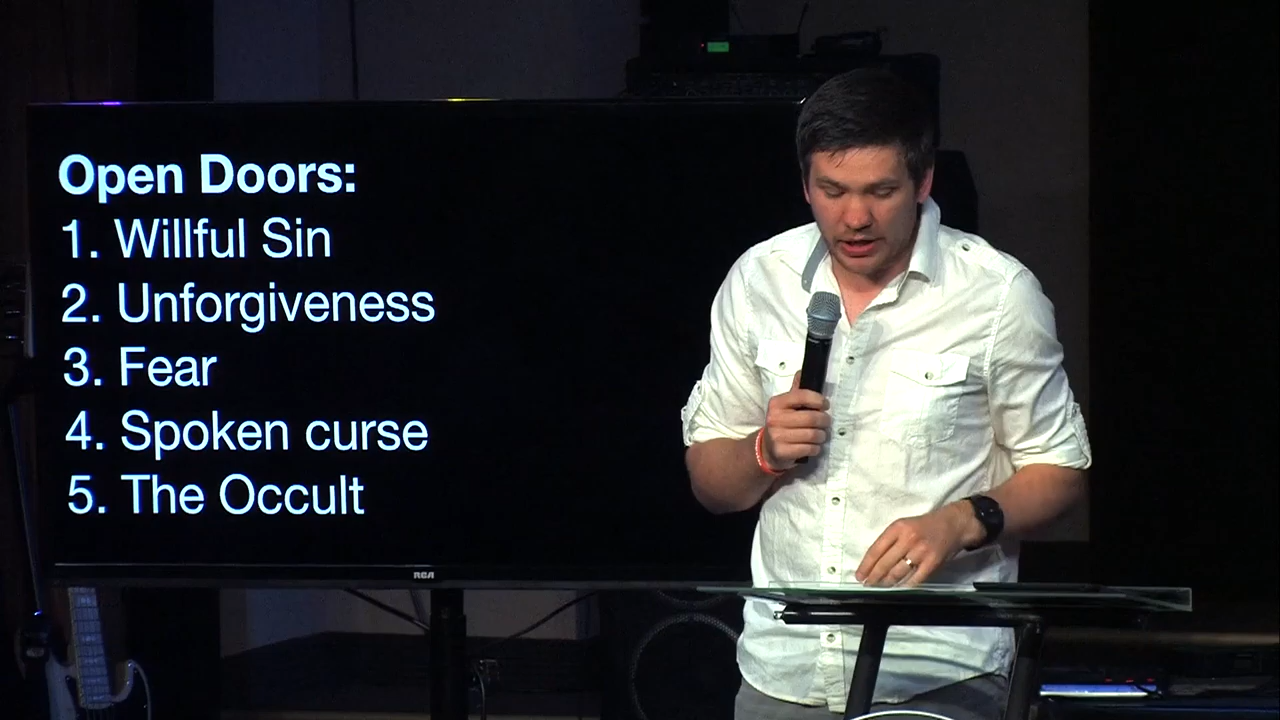 Open Doors:
1. Willful Sin
2. Unforgiveness
3. Fear
4. Spoken curse
5. The Occult
RCA